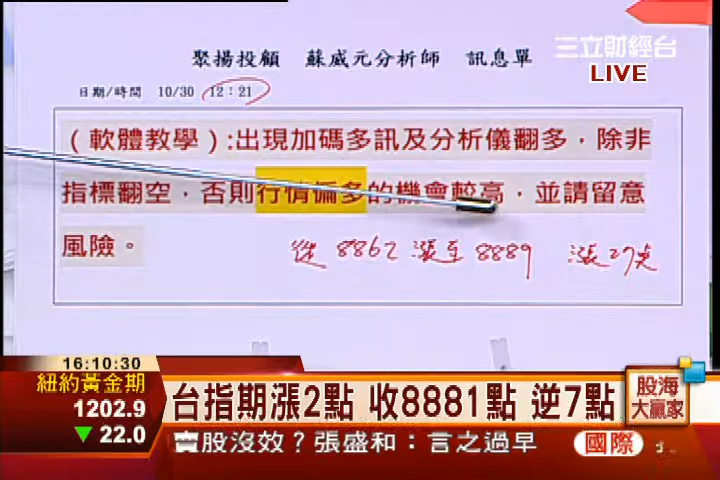 聚揚投顧 蘇威元分析師 訊息單
三立財經台
LIVE
日期/時間 10/30 12:21
(軟體教學):出現加碼多訊及分析儀翻多，除非
指標翻空，否則行情偏多的機會較高，並請留意
風險。
從8862漲至8889 漲27點
16:10:30
紐約黃金期
1202.9
▼22.0
台指期漲2點 收8881點 逆7點
股海
大贏家
賣股沒效？張盛和：言之過早
國際